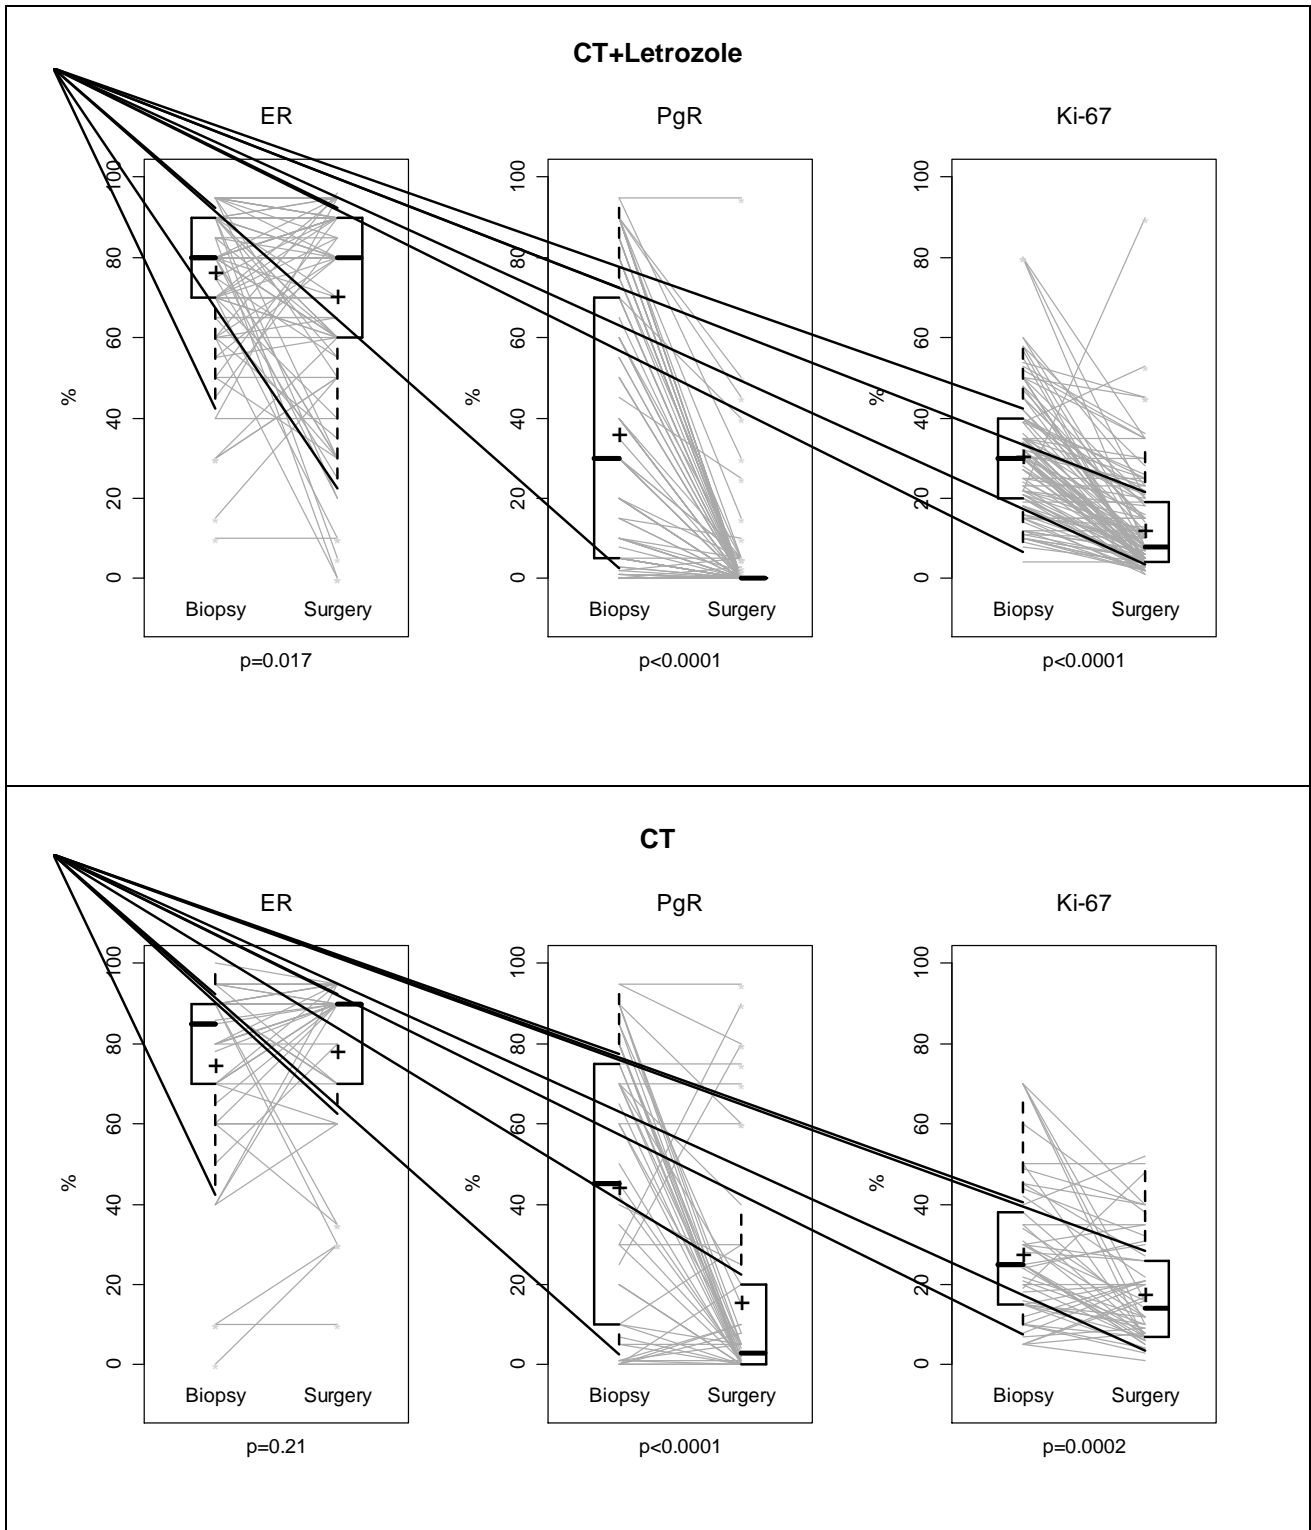 CT+Letrozole
ER PgR Ki-67
100 100 100
80 80 80
60 60 60
% % %
40 40 40
20 20 20
0 0 0
Biopsy Surgery Biopsy Surgery Biopsy Surgery
p=0.017 p<0.0001 p<0.0001
CT
ER PgR Ki-67
100 100 100
80 80 80
60 60 60
% % %
40 40 40
20 20 20
0 0 0
Biopsy Surgery Biopsy Surgery Biopsy Surgery
p=0.21 p<0.0001 p=0.0002